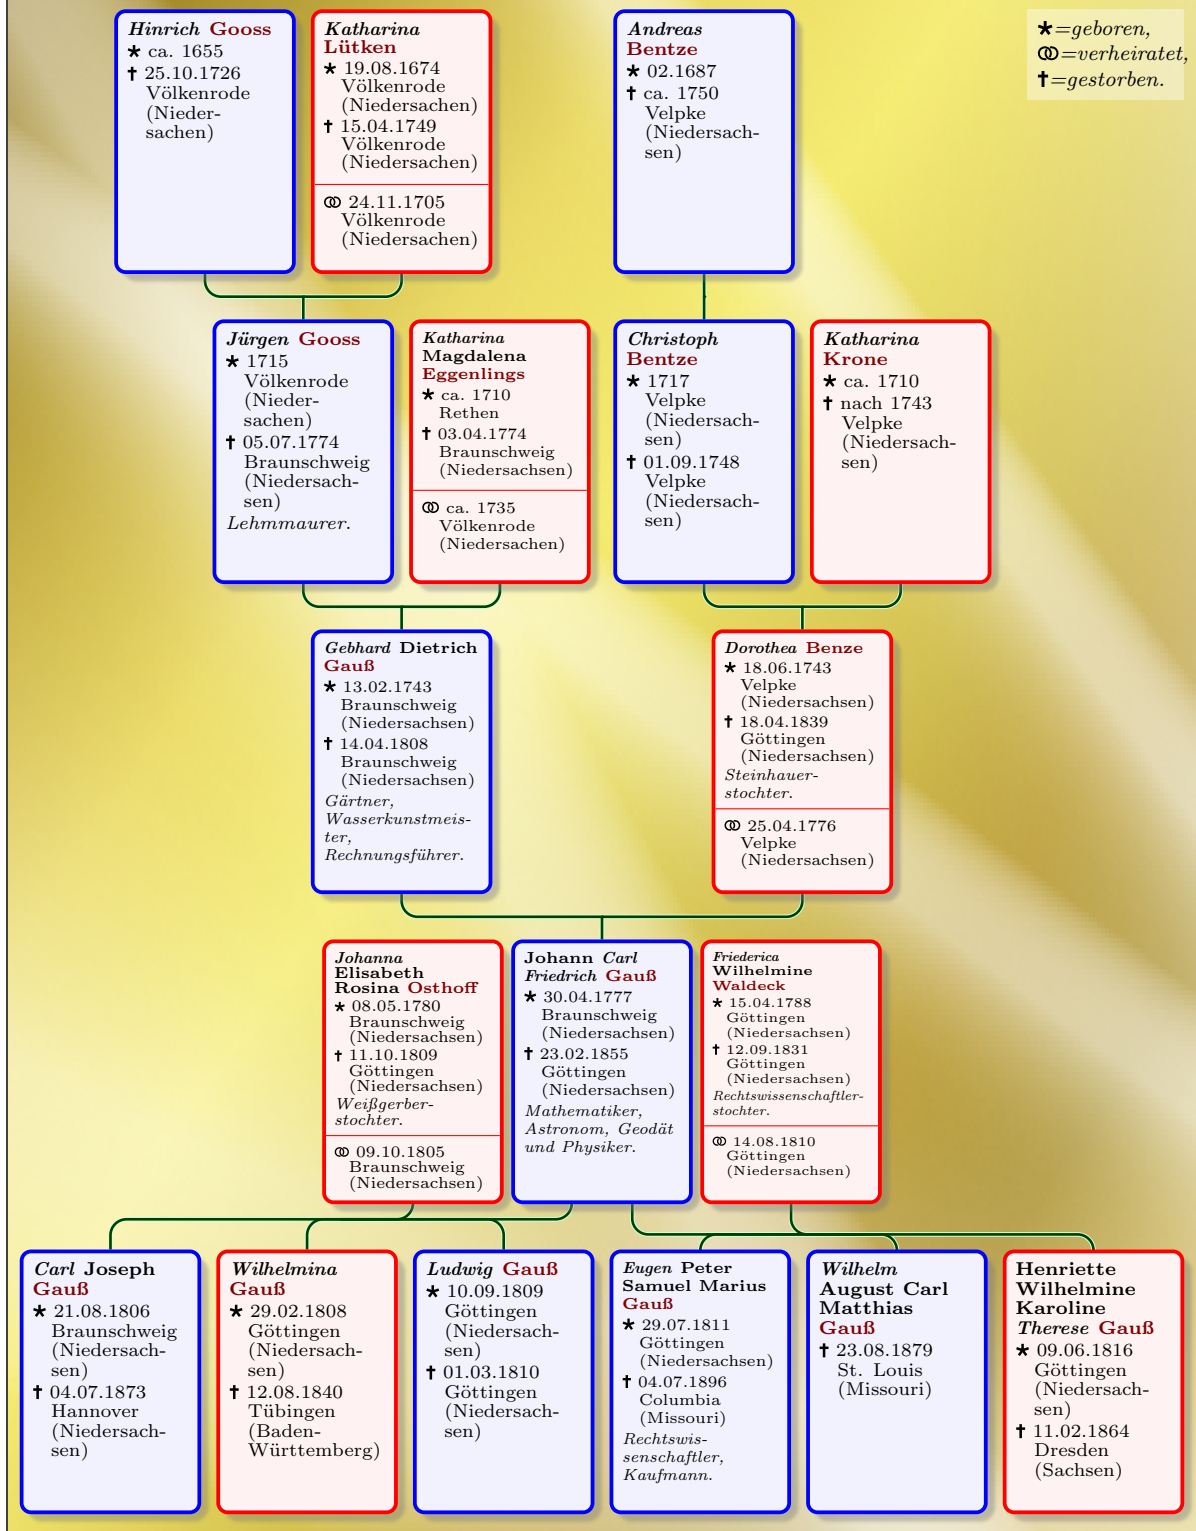 Hinrich Gooss
★ ca. 1655
† 25.10.1726
Völkenrode
(Nieder-
sachen)
Katharina
Lütken
★ 19.08.1674
Völkenrode
(Niedersachen)
† 15.04.1749
Völkenrode
(Niedersachen)
⚭ 24.11.1705
Völkenrode
(Niedersachen)
Andreas
Bentze
★ 02.1687
† ca. 1750
Velpke
(Niedersach-
sen)
★=geboren,
⚭=verheiratet,
†=gestorben.
Jürgen Gooss
★ 1715
Völkenrode
(Nieder-
sachen)
† 05.07.1774
Braunschweig
(Niedersach-
sen)
Lehmmaurer.
Katharina
Magdalena
Eggenlings
★ ca. 1710
Rethen
† 03.04.1774
Braunschweig
(Niedersachsen)
⚭ ca. 1735
Völkenrode
(Niedersachen)
Christoph
Bentze
★ 1717
Velpke
(Niedersach-
sen)
† 01.09.1748
Velpke
(Niedersach-
sen)
Katharina
Krone
★ ca. 1710
† nach 1743
Velpke
(Niedersach-
sen)
Gebhard Dietrich
Gauß
★ 13.02.1743
Braunschweig
(Niedersachsen)
† 14.04.1808
Braunschweig
(Niedersachsen)
Gärtner,
Wasserkunstmeis-
ter,
Rechnungsführer.
Dorothea Benze
★ 18.06.1743
Velpke
(Niedersachsen)
† 18.04.1839
Göttingen
(Niedersachsen)
Steinhauer-
stochter.
⚭ 25.04.1776
Velpke
(Niedersachsen)
Johanna
Elisabeth
Rosina Osthoff
★ 08.05.1780
Braunschweig
(Niedersachsen)
† 11.10.1809
Göttingen
(Niedersachsen)
Weißgerber-
stochter.
⚭ 09.10.1805
Braunschweig
(Niedersachsen)
Johann Carl
Friedrich Gauß
★ 30.04.1777
Braunschweig
(Niedersachsen)
† 23.02.1855
Göttingen
(Niedersachsen)
Mathematiker,
Astronom, Geodät
und Physiker.
Friederica
Wilhelmine
Waldeck
★ 15.04.1788
Göttingen
(Niedersachsen)
† 12.09.1831
Göttingen
(Niedersachsen)
Rechtswissenschaftler-
stochter.
⚭ 14.08.1810
Göttingen
(Niedersachsen)
Carl Joseph
Gauß
★ 21.08.1806
Braunschweig
(Niedersach-
sen)
† 04.07.1873
Hannover
(Niedersach-
sen)
Wilhelmina
Gauß
★ 29.02.1808
Göttingen
(Niedersach-
sen)
† 12.08.1840
Tübingen
(Baden-
Württemberg)
Ludwig Gauß
★ 10.09.1809
Göttingen
(Niedersach-
sen)
† 01.03.1810
Göttingen
(Niedersach-
sen)
Eugen Peter
Samuel Marius
Gauß
★ 29.07.1811
Göttingen
(Niedersachsen)
† 04.07.1896
Columbia
(Missouri)
Rechtswis-
senschaftler,
Kaufmann.
Wilhelm
August Carl
Matthias
Gauß
† 23.08.1879
St. Louis
(Missouri)
Henriette
Wilhelmine
Karoline
Therese Gauß
★ 09.06.1816
Göttingen
(Niedersach-
sen)
† 11.02.1864
Dresden
(Sachsen)